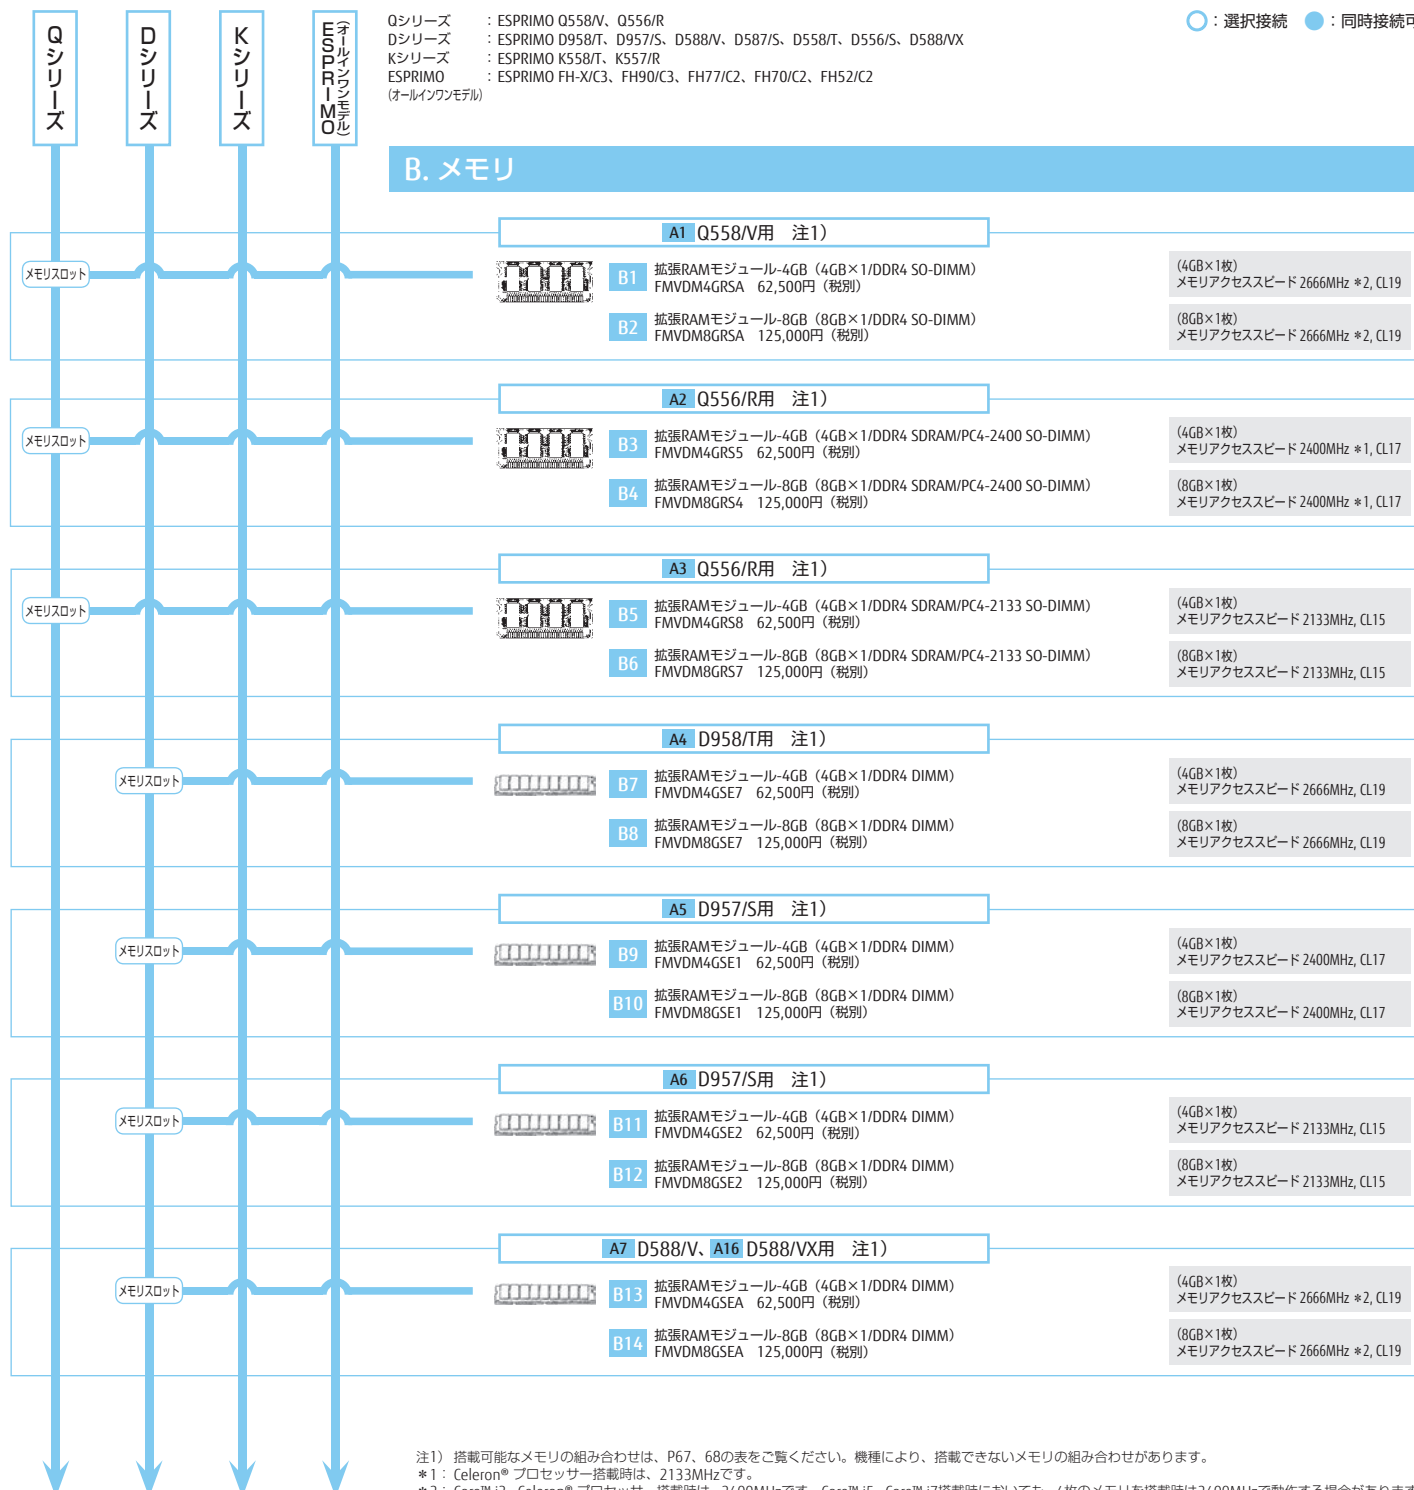 Qシリーズ
Dシリーズ
Kシリーズ
ESPRIMO
(オールインワンモデル)
Qシリーズ : ESPRIMO Q558/V、Q556/R
Dシリーズ : ESPRIMO D958/T、D957/S、D588/V、D587/S、D558/T、D556/S、D588/VX
Kシリーズ : ESPRIMO K558/T、K557/R
ESPRIMO : ESPRIMO FH-X/C3、FH90/C3、FH77/C2、FH70/C2、FH52/C2
(オールインワンモデル)
○：選択接続 ●：同時接続可
B. メモリ
A1 Q558/V用 注1)
メモリスロット
B1 拡張RAMモジュール-4GB（4GB×1/DDR4 SO-DIMM）
FMVDM4GRSA 62,500円（税別）
(4GB×1枚)
メモリアクセススピード 2666MHz ＊2, CL19
B2 拡張RAMモジュール-8GB（8GB×1/DDR4 SO-DIMM）
FMVDM8GRSA 125,000円（税別）
(8GB×1枚)
メモリアクセススピード 2666MHz ＊2, CL19
A2 Q556/R用 注1)
メモリスロット
B3 拡張RAMモジュール-4GB（4GB×1/DDR4 SDRAM/PC4-2400 SO-DIMM）
FMVDM4GRS5 62,500円（税別）
(4GB×1枚)
メモリアクセススピード 2400MHz ＊1, CL17
B4 拡張RAMモジュール-8GB（8GB×1/DDR4 SDRAM/PC4-2400 SO-DIMM）
FMVDM8GRS4 125,000円（税別）
(8GB×1枚)
メモリアクセススピード 2400MHz ＊1, CL17
A3 Q556/R用 注1)
メモリスロット
B5 拡張RAMモジュール-4GB（4GB×1/DDR4 SDRAM/PC4-2133 SO-DIMM）
FMVDM4GRS8 62,500円（税別）
(4GB×1枚)
メモリアクセススピード 2133MHz, CL15
B6 拡張RAMモジュール-8GB（8GB×1/DDR4 SDRAM/PC4-2133 SO-DIMM）
FMVDM8GRS7 125,000円（税別）
(8GB×1枚)
メモリアクセススピード 2133MHz, CL15
A4 D958/T用 注1)
メモリスロット
B7 拡張RAMモジュール-4GB（4GB×1/DDR4 DIMM）
FMVDM4GSE7 62,500円（税別）
(4GB×1枚)
メモリアクセススピード 2666MHz, CL19
B8 拡張RAMモジュール-8GB（8GB×1/DDR4 DIMM）
FMVDM8GSE7 125,000円（税別）
(8GB×1枚)
メモリアクセススピード 2666MHz, CL19
A5 D957/S用 注1)
メモリスロット
B9 拡張RAMモジュール-4GB（4GB×1/DDR4 DIMM）
FMVDM4GSE1 62,500円（税別）
(4GB×1枚)
メモリアクセススピード 2400MHz, CL17
B10 拡張RAMモジュール-8GB（8GB×1/DDR4 DIMM）
FMVDM8GSE1 125,000円（税別）
(8GB×1枚)
メモリアクセススピード 2400MHz, CL17
A6 D957/S用 注1)
メモリスロット
B11 拡張RAMモジュール-4GB（4GB×1/DDR4 DIMM）
FMVDM4GSE2 62,500円（税別）
(4GB×1枚)
メモリアクセススピード 2133MHz, CL15
B12 拡張RAMモジュール-8GB（8GB×1/DDR4 DIMM）
FMVDM8GSE2 125,000円（税別）
(8GB×1枚)
メモリアクセススピード 2133MHz, CL15
A7 D588/V、A16 D588/VX用 注1)
メモリスロット
B13 拡張RAMモジュール-4GB（4GB×1/DDR4 DIMM）
FMVDM4GSEA 62,500円（税別）
(4GB×1枚)
メモリアクセススピード 2666MHz ＊2, CL19
B14 拡張RAMモジュール-8GB（8GB×1/DDR4 DIMM）
FMVDM8GSEA 125,000円（税別）
(8GB×1枚)
メモリアクセススピード 2666MHz ＊2, CL19
注1) 搭載可能なメモリの組み合わせは、P67、68の表をご覧ください。機種により、搭載できないメモリの組み合わせがあります。
＊1： Celeron® プロセッサー搭載時は、2133MHzです。